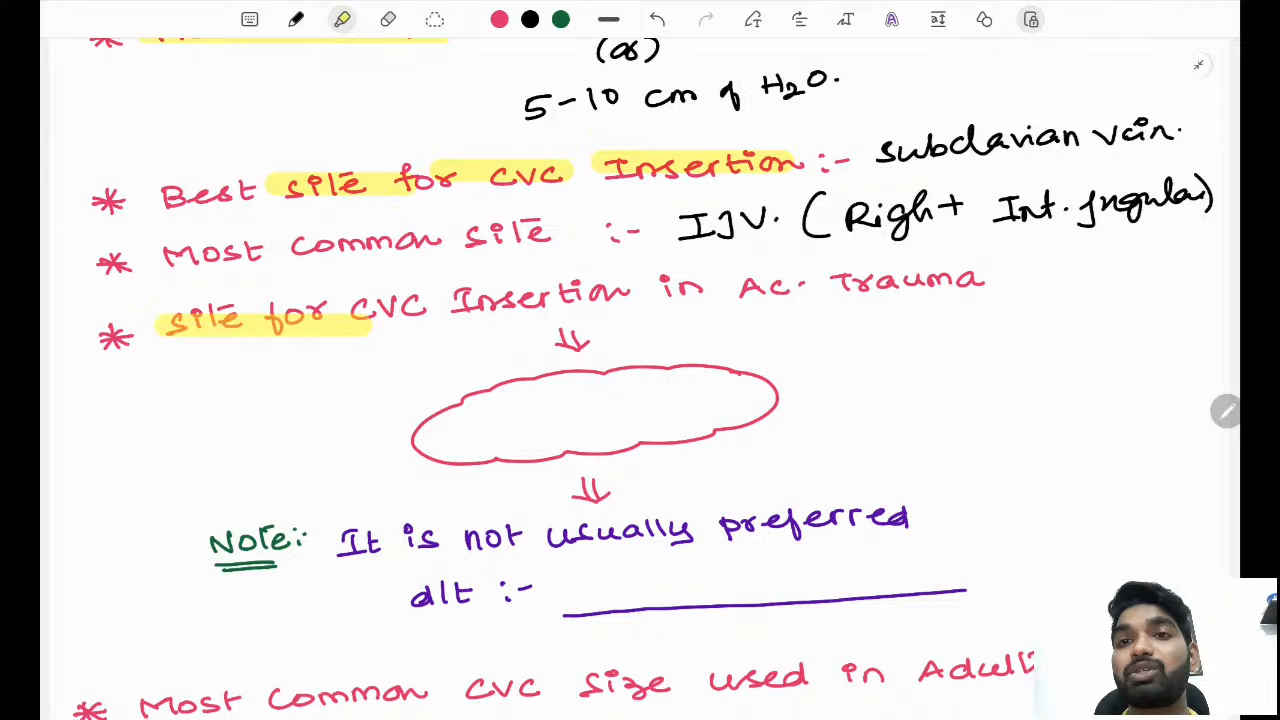 (or)
5-10 cm of H2O.
* Best site for CVC Insertion :- subclavian vein.
* Most common site :- IJV. (Right Int. jugular)
* site for CVC Insertion in Ac. Trauma
Note:- It is not usually preferred
dlt :-
* Most common CVC size used in Adult